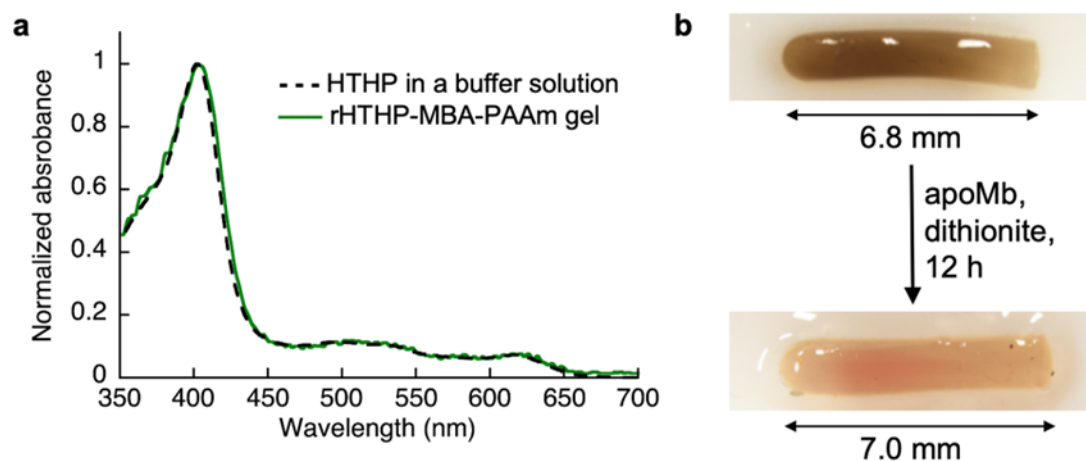 a
Normalized absrobance
1
0.8
0.6
0.4
0.2
0
350 400 450 500 550 600 650 700
Wavelength (nm)
HTHP in a buffer solution
rHTHP-MBA-PAAm gel
b
6.8 mm
apoMb,
dithionite,
12 h
7.0 mm